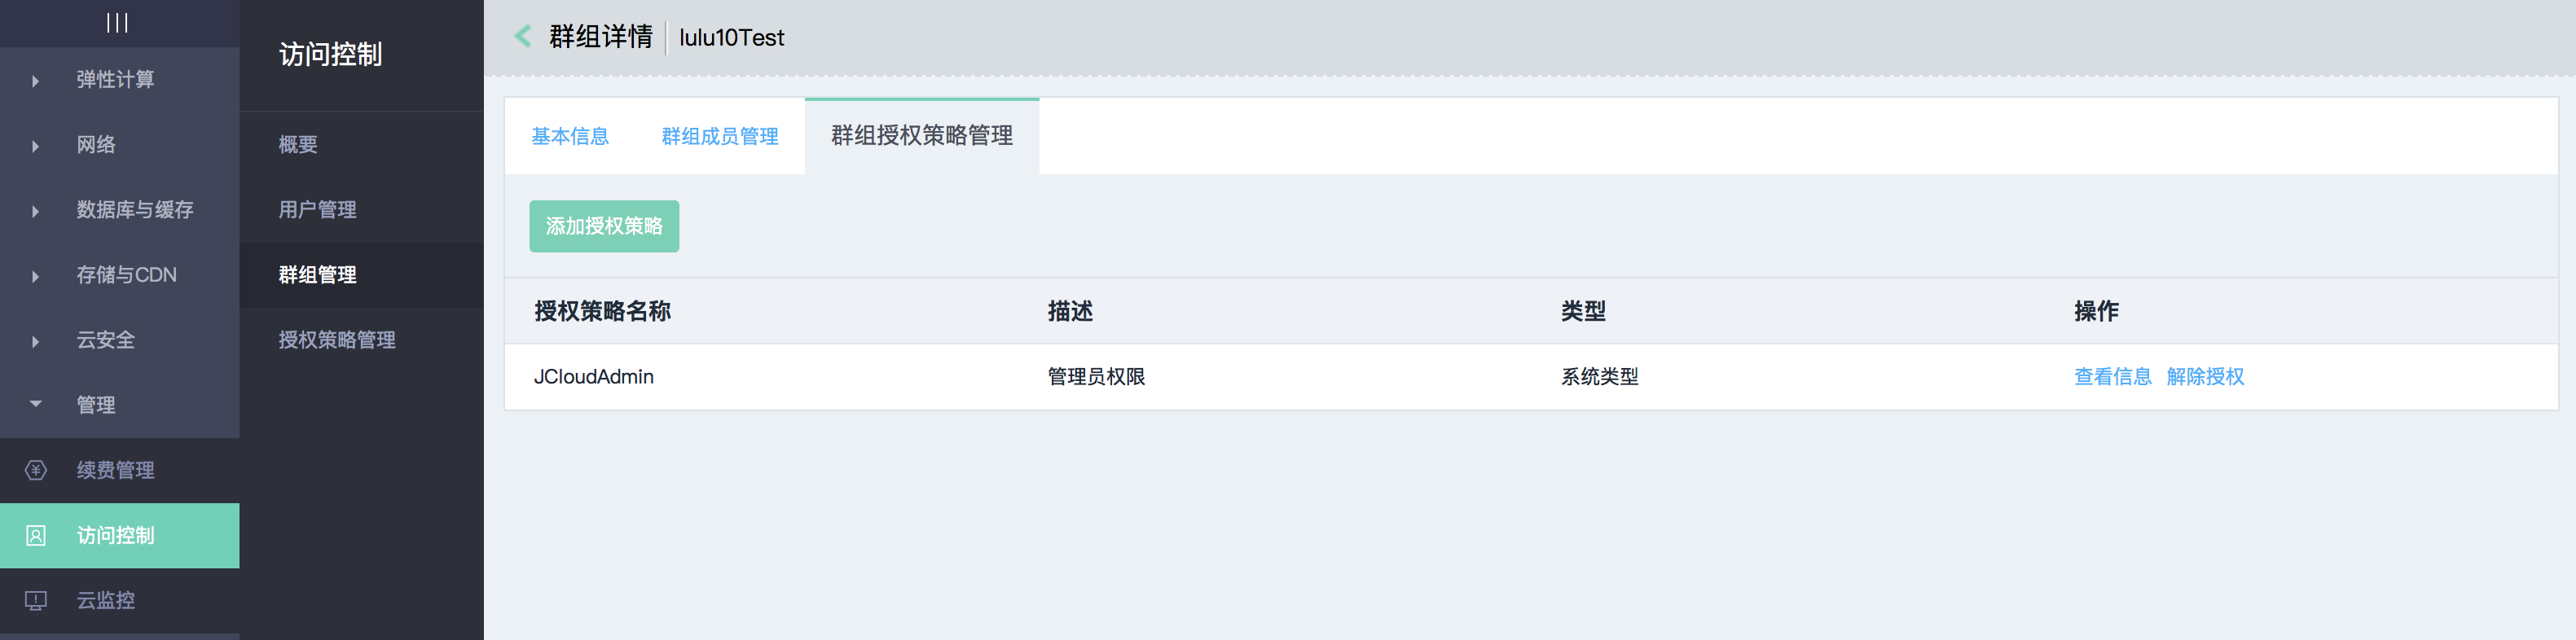 弹性计算
网络
数据库与缓存
存储与CDN
云安全
管理
续费管理
访问控制
云监控
访问控制
概要
用户管理
群组管理
授权策略管理
群组详情 lulu10Test
基本信息 群组成员管理 群组授权策略管理
添加授权策略
授权策略名称 描述 类型 操作
JCloudAdmin 管理员权限 系统类型 查看信息 解除授权